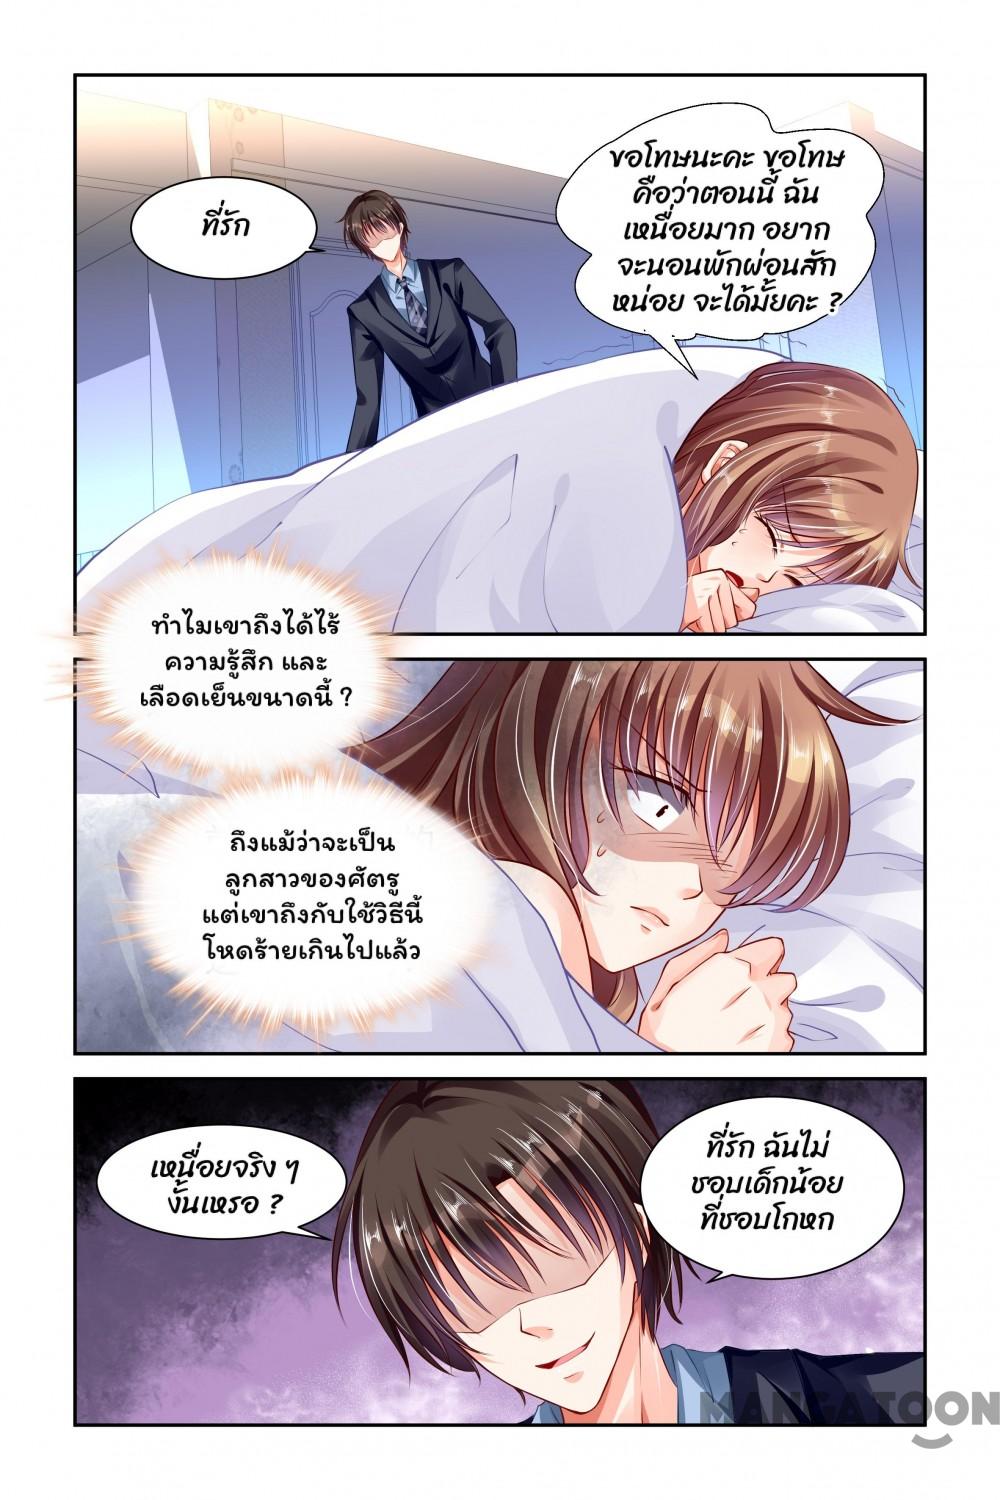 ที่รัก
ขอโทษนะคะ ขอโทษ
คือว่าตอนนี้ ฉัน
เหนื่อยมาก อยาก
จะนอนพักผ่อนสัก
หน่อย จะได้มั้ยคะ ?
ทำไมเขาถึงได้ไร้
ความรู้สึก และ
เลือดเย็นขนาดนี้ ?
ถึงแม้ว่าจะเป็น
ลูกสาวของศัตรู
แต่เขาถึงกับใช้วิธีนี้
โหดร้ายเกินไปแล้ว
เหนื่อยจริง ๆ
งั้นเหรอ ?
ที่รัก ฉันไม่
ชอบเด็กน้อย
ที่ชอบโกหก
MANGATOON